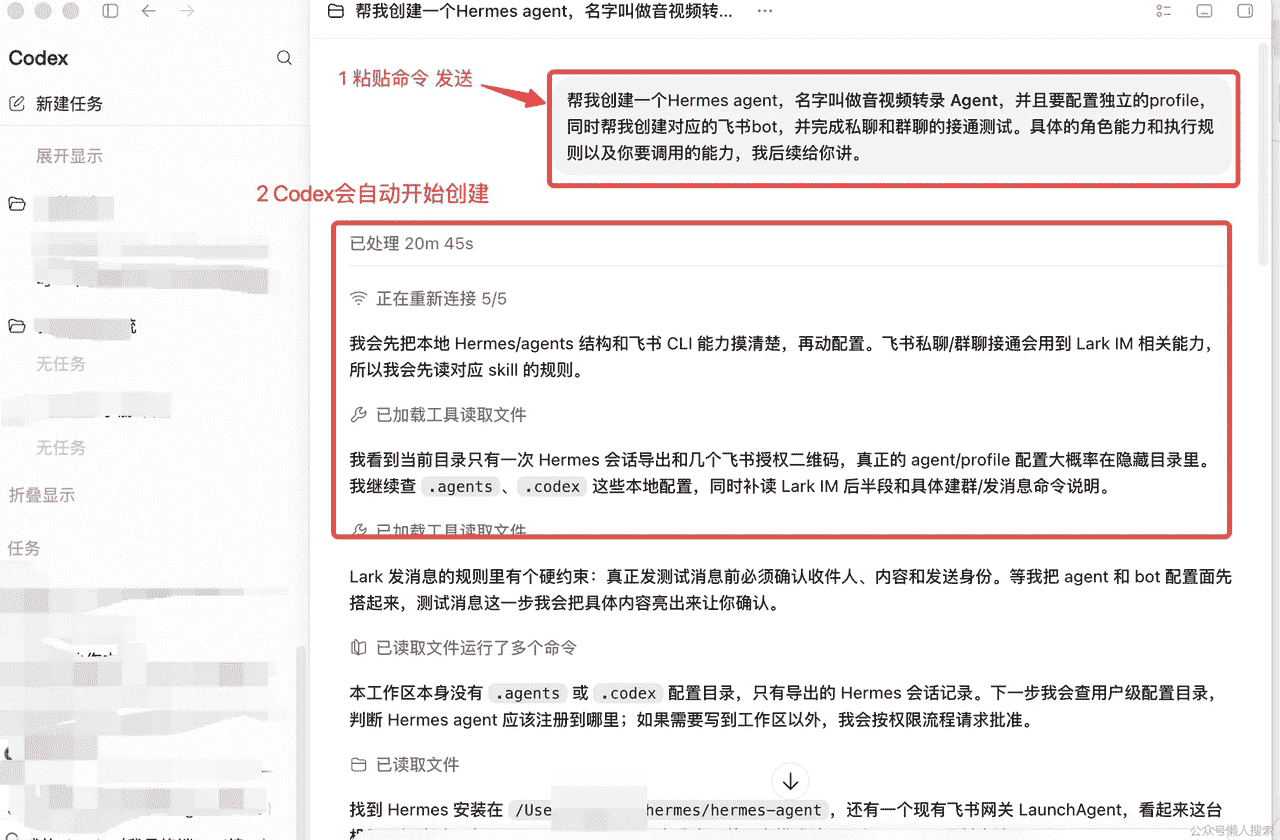 帮我创建一个Hermes agent，名字叫做音视频转... ...
Codex
新建任务
展开显示
无任务
无任务
折叠显示
任务
1 粘贴命令 发送
帮我创建一个Hermes agent，名字叫做音视频转录 Agent，并且要配置独立的profile，
同时帮我创建对应的飞书bot，并完成私聊和群聊的接通测试。具体的角色能力和执行规
则以及你要调用的能力，我后续给你讲。
2 Codex会自动开始创建
已处理 20m 45s
正在重新连接 5/5
我会先把本地 Hermes/agents 结构和飞书 CLI 能力摸清楚，再动配置。飞书私聊/群聊接通会用到 Lark IM 相关能力，
所以我会先读对应 skill 的规则。
已加载工具读取文件
我看到当前目录只有一次 Hermes 会话导出和几个飞书授权二维码，真正的 agent/profile 配置大概率在隐藏目录里。
我继续查 .agents 、 .codex 这些本地配置，同时补读 Lark IM 后半段和具体建群/发消息命令说明。
已加载工具读取文件
Lark 发消息的规则里有个硬约束：真正发测试消息前必须确认收件人、内容和发送身份。等我把 agent 和 bot 配置面先
搭起来，测试消息这一步我会把具体内容亮出来让你确认。
已读取文件运行了多个命令
本工作区本身没有 .agents 或 .codex 配置目录，只有导出的 Hermes 会话记录。下一步我会查用户级配置目录，
判断 Hermes agent 应该注册到哪里；如果需要写到工作区以外，我会按权限流程请求批准。
已读取文件
找到 Hermes 安装在 /Use hermes/hermes-agent ，还有一个现有飞书网关 LaunchAgent，看起来这台
公众号懒人搜索